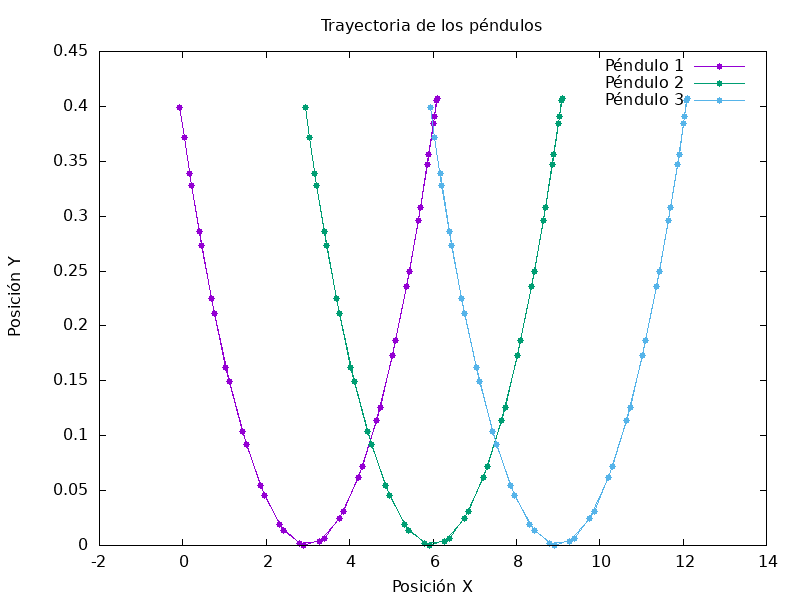 Trayectoria de los péndulos
Péndulo 1
Péndulo 2
Péndulo 3
Posición Y
0.45
0.4
0.35
0.3
0.25
0.2
0.15
0.1
0.05
0
-2 0 2 4 6 8 10 12 14
Posición X